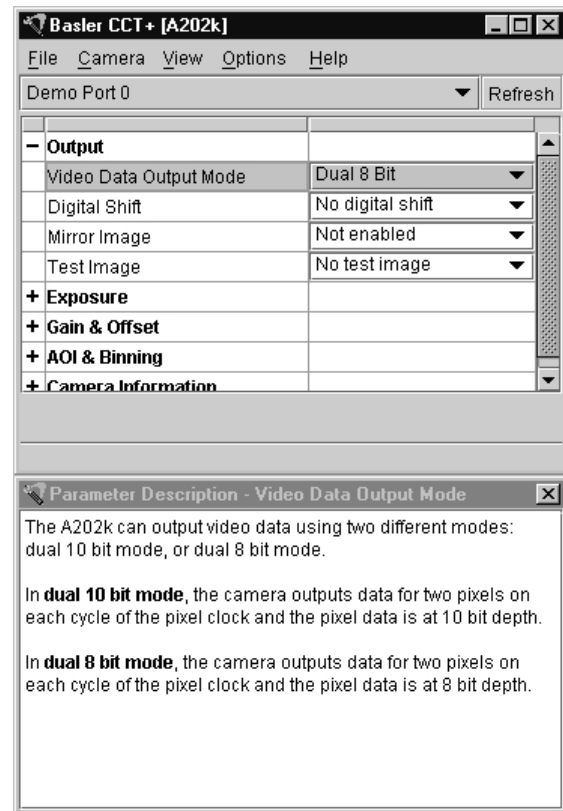 Basler CCT+ [A202k]
File Camera View Options Help
Demo Port 0 Refresh
− Output
Video Data Output Mode Dual 8 Bit
Digital Shift No digital shift
Mirror Image Not enabled
Test Image No test image
+ Exposure
+ Gain & Offset
+ AOI & Binning
+ Camera Information
Parameter Description - Video Data Output Mode
The A202k can output video data using two different modes:
dual 10 bit mode, or dual 8 bit mode.
In dual 10 bit mode, the camera outputs data for two pixels on
each cycle of the pixel clock and the pixel data is at 10 bit depth.
In dual 8 bit mode, the camera outputs data for two pixels on
each cycle of the pixel clock and the pixel data is at 8 bit depth.